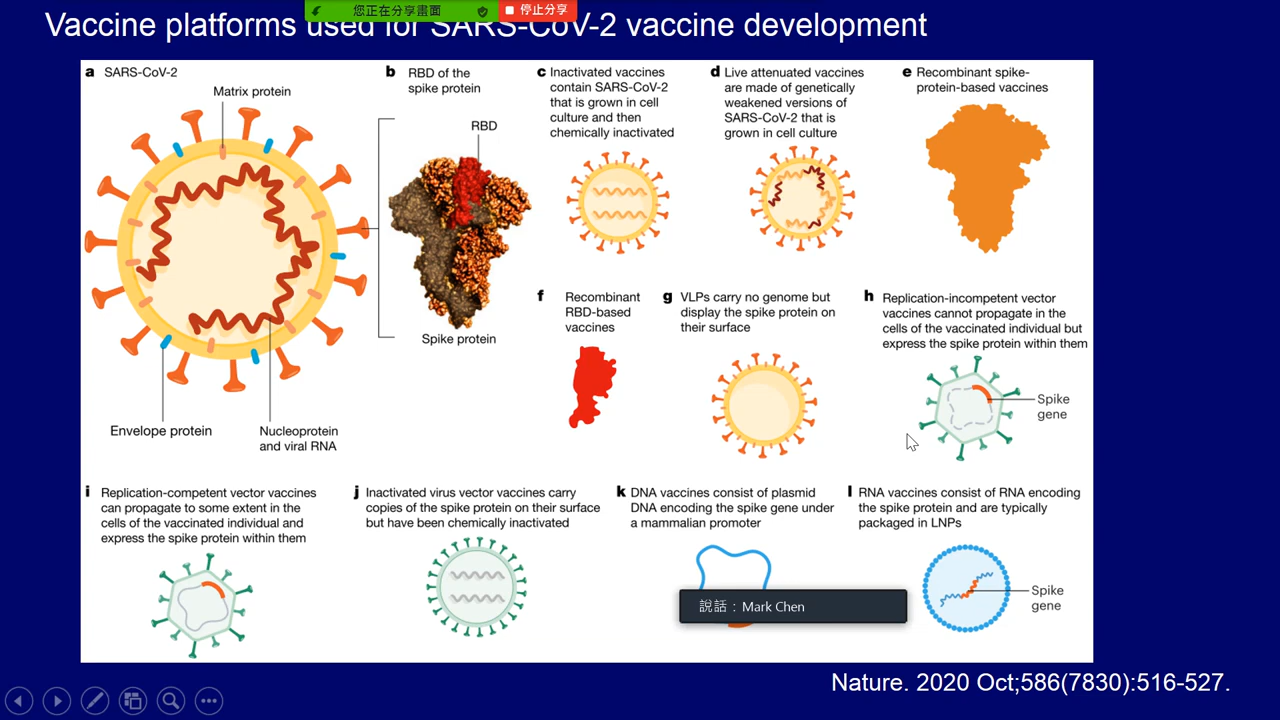 您正在分享畫面
停止分享
Vaccine platforms used for SARS-CoV-2 vaccine development
a SARS-CoV-2
Matrix protein
Envelope protein
Nucleoprotein
and viral RNA
b RBD of the
spike protein
RBD
Spike protein
c Inactivated vaccines
contain SARS-CoV-2
that is grown in cell
culture and then
chemically inactivated
d Live attenuated vaccines
are made of genetically
weakened versions of
SARS-CoV-2 that is
grown in cell culture
e Recombinant spike-
protein-based vaccines
f Recombinant
RBD-based
vaccines
g VLPs carry no genome but
display the spike protein on
their surface
h Replication-incompetent vector
vaccines cannot propagate in the
cells of the vaccinated individual but
express the spike protein within them
Spike
gene
i Replication-competent vector vaccines
can propagate to some extent in the
cells of the vaccinated individual and
express the spike protein within them
j Inactivated virus vector vaccines carry
copies of the spike protein on their surface
but have been chemically inactivated
k DNA vaccines consist of plasmid
DNA encoding the spike gene under
a mammalian promoter
說話：Mark Chen
l RNA vaccines consist of RNA encoding
the spike protein and are typically
packaged in LNPs
Spike
gene
Nature. 2020 Oct;586(7830):516-527.